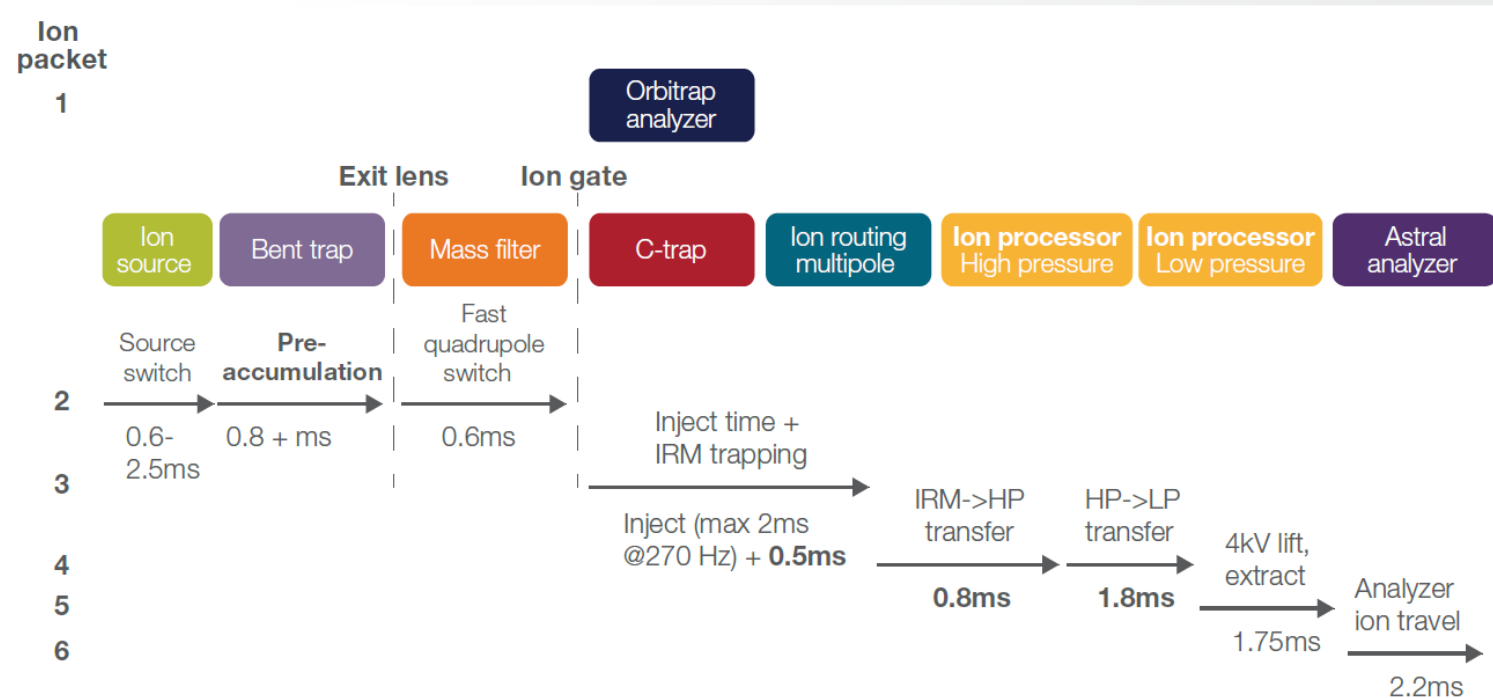 Ion
packet
1
Orbitrap
analyzer
Exit lens
Ion gate
Ion
source
Bent trap
Mass filter
C-trap
Ion routing
multipole
Ion processor
High pressure
Ion processor
Low pressure
Astral
analyzer
Source
switch
Pre-
accumulation
Fast
quadrupole
switch
2
0.6-
2.5ms
0.8 + ms
0.6ms
Inject time +
IRM trapping
3
Inject (max 2ms
@270 Hz) + 0.5ms
IRM->HP
transfer
HP->LP
transfer
4
0.8ms
1.8ms
4kV lift,
extract
5
1.75ms
Analyzer
ion travel
6
2.2ms